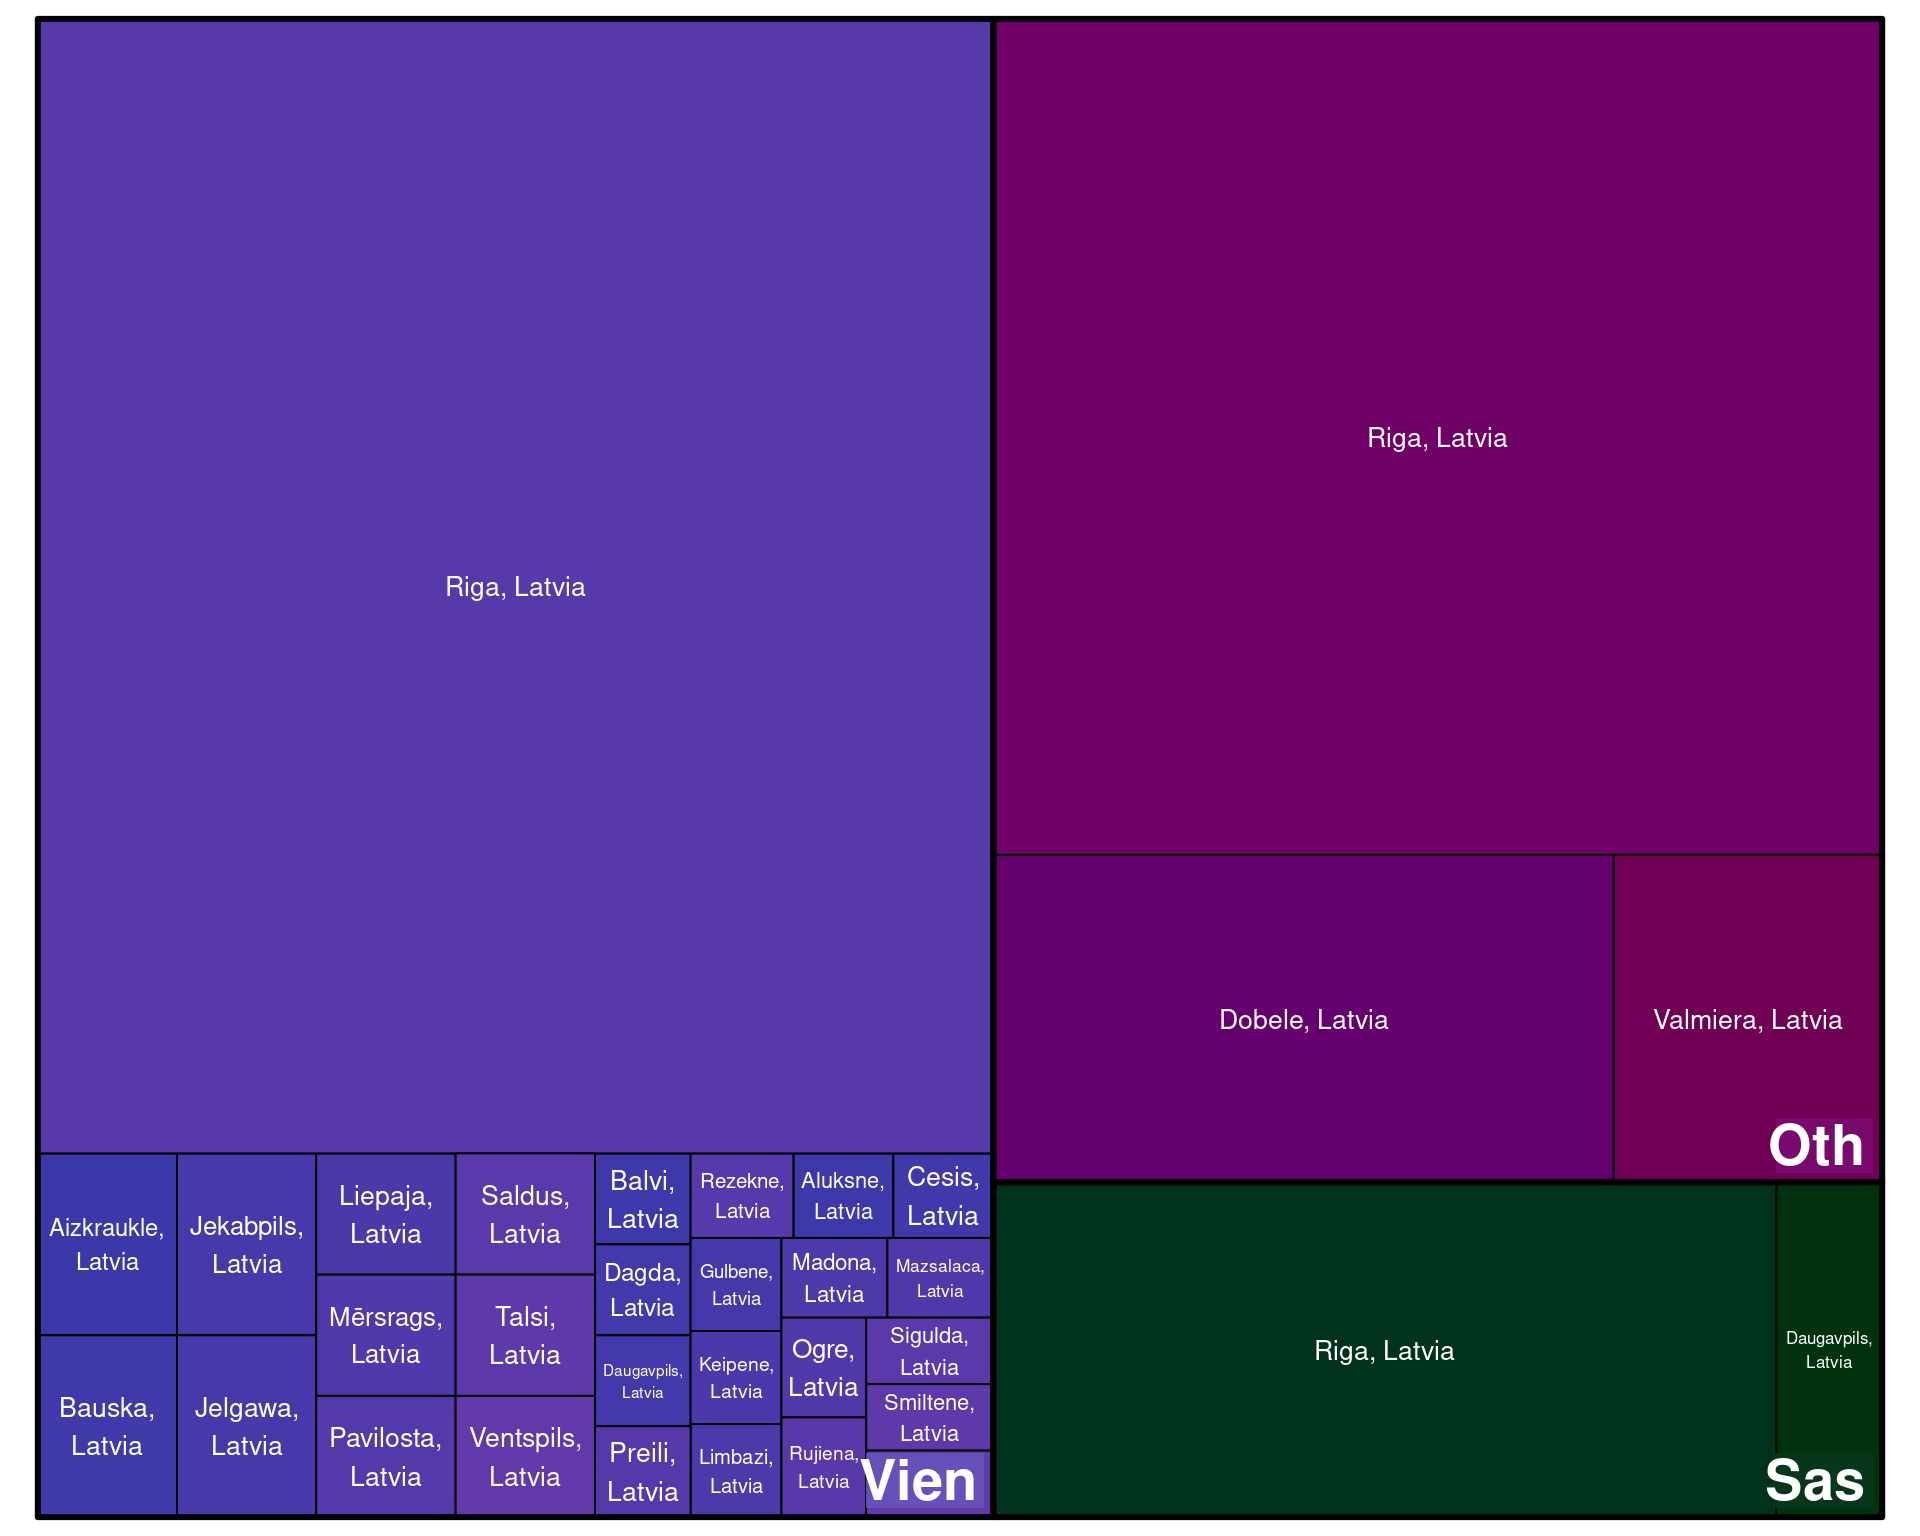 Riga, Latvia
Aizkraukle,
Latvia
Bauska,
Latvia
Jekabpils,
Latvia
Jelgawa,
Latvia
Liepaja,
Latvia
Mērsrags,
Latvia
Pavilosta,
Latvia
Saldus,
Latvia
Talsi,
Latvia
Ventspils,
Latvia
Balvi,
Latvia
Dagda,
Latvia
Daugavpils,
Latvia
Preili,
Latvia
Rezekne,
Latvia
Aluksne,
Latvia
Cesis,
Latvia
Gulbene,
Latvia
Keipene,
Latvia
Limbazi,
Latvia
Madona,
Latvia
Mazsalaca,
Latvia
Ogre,
Latvia
Rujiena,
Latvia
Sigulda,
Latvia
Smiltene,
Latvia
Vien
Riga, Latvia
Dobele, Latvia
Valmiera, Latvia
Oth
Riga, Latvia
Daugavpils,
Latvia
Sas